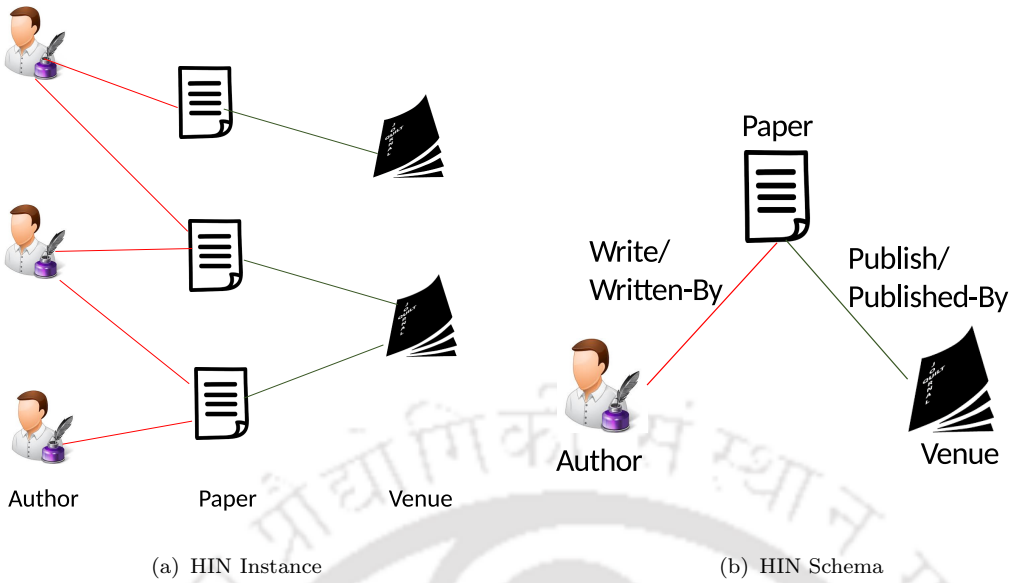 Paper
Write/
Written-By
Publish/
Published-By
Author
Venue
Author Paper Venue
(a) HIN Instance
(b) HIN Schema